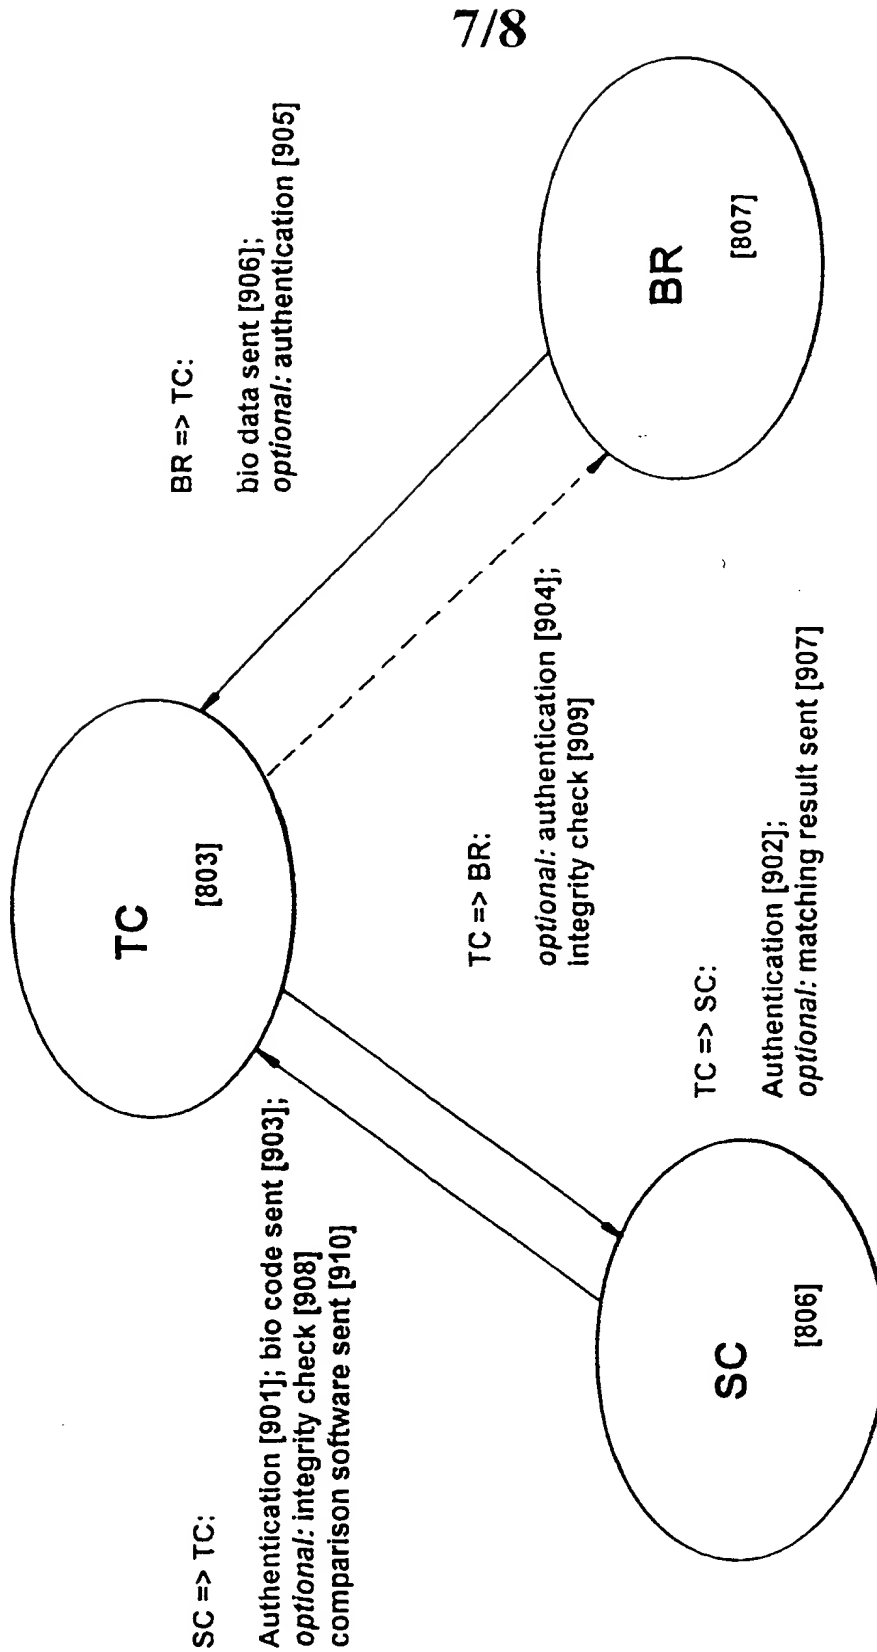 7/8
SC => TC:
Authentication [901]; bio code sent [903];
optional: integrity check [908]
comparison software sent [910]
TC
[803]
BR => TC:
bio data sent [906];
optional: authentication [905]
TC => BR:
optional: authentication [904];
integrity check [909]
TC => SC:
Authentication [902];
optional: matching result sent [907]
SC
[806]
BR
[807]